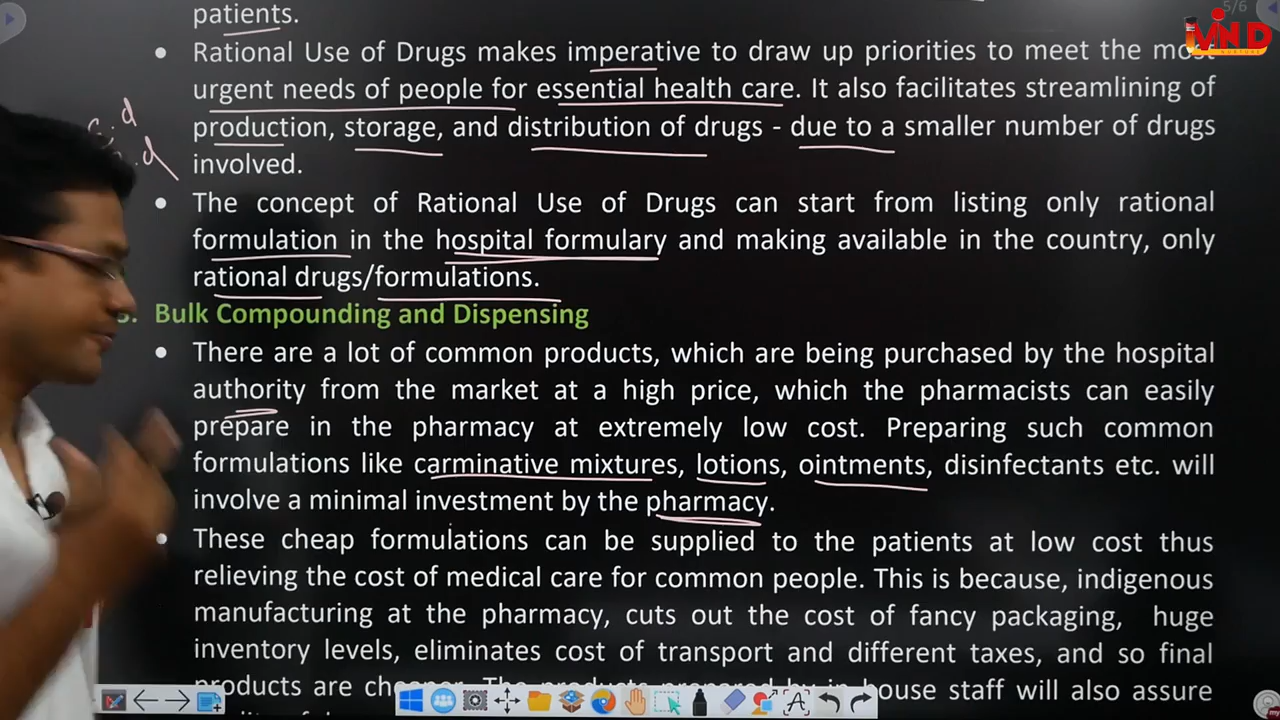 patients.
5/6
MIND
• Rational Use of Drugs makes imperative to draw up priorities to meet the most
urgent needs of people for essential health care. It also facilitates streamlining of
production, storage, and distribution of drugs - due to a smaller number of drugs
involved.
c. d
. d
• The concept of Rational Use of Drugs can start from listing only rational
formulation in the hospital formulary and making available in the country, only
rational drugs/formulations.
Bulk Compounding and Dispensing
• There are a lot of common products, which are being purchased by the hospital
authority from the market at a high price, which the pharmacists can easily
prepare in the pharmacy at extremely low cost. Preparing such common
formulations like carminative mixtures, lotions, ointments, disinfectants etc. will
involve a minimal investment by the pharmacy.
• These cheap formulations can be supplied to the patients at low cost thus
relieving the cost of medical care for common people. This is because, indigenous
manufacturing at the pharmacy, cuts out the cost of fancy packaging, huge
inventory levels, eliminates cost of transport and different taxes, and so final
products are house staff will also assure